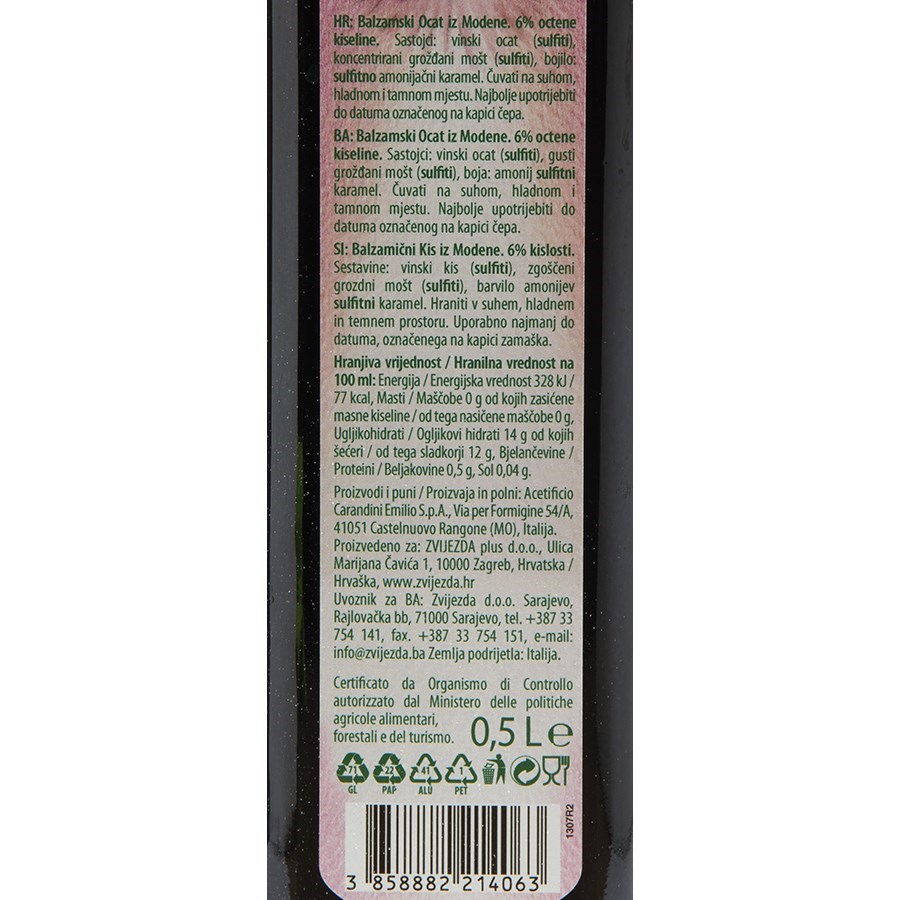 HR: Balzamski Ocat iz Modene. 6% octene
kiseline. Sastojci: vinski ocat (sulfiti),
koncentrirani grožđani mošt (sulfiti), bojilo:
sulfitno amonijačni karamel. Čuvati na suhom,
hladnom i tamnom mjestu. Najbolje upotrijebiti
do datuma označenog na kapici čepa.
BA: Balzamski Ocat iz Modene. 6% octene
kiseline. Sastojci: vinski ocat (sulfiti), gusti
grožđani mošt (sulfiti), boja: amonij sulfitni
karamel. Čuvati na suhom, hladnom i
tamnom mjestu. Najbolje upotrijebiti do
datuma označenog na kapici čepa.
SI: Balzamični Kis iz Modene. 6% kislosti.
Sestavine: vinski kis (sulfiti), zgoščeni
grozdni mošt (sulfiti), barvilo amonijev
sulfitni karamel. Hraniti v suhem, hladnem
in temnem prostoru. Uporabno najmanj do
datuma, označenega na kapici zamaška.
Hranjiva vrijednost / Hranilna vrednost na
100 ml: Energija / Energijska vrednost 328 kJ /
77 kcal, Masti / Maščobe 0 g od kojih zasićene
masne kiseline / od tega nasičene maščobe 0 g,
Ugljikohidrati / Ogljikovi hidrati 14 g od kojih
šećeri / od tega sladkorji 12 g, Bjelančevine /
Proteini / Beljakovine 0,5 g, Sol 0,04 g.
Proizvodi i puni / Proizvaja in polni: Acetificio
Carandini Emilio S.p.A., Via per Formigine 54/A,
41051 Castelnuovo Rangone (MO), Italija.
Proizvedeno za: ZVIJEZDA plus d.o.o., Ulica
Marijana Čavića 1, 10000 Zagreb, Hrvatska /
Hrvaška, www.zvijezda.hr
Uvoznik za BA: Zvijezda d.o.o. Sarajevo,
Rajlovačka bb, 71000 Sarajevo, tel. +387 33
754 141, fax. +387 33 754 151, e-mail:
info@zvijezda.ba Zemlja podrijetla: Italija.
Certificato da Organismo di Controllo
autorizzato dal Ministero delle politiche
agricole alimentari,
forestali e del turismo. 0,5 L e
71 22 41 1
GL PAP ALU PET
1307R2
3 858882 214063